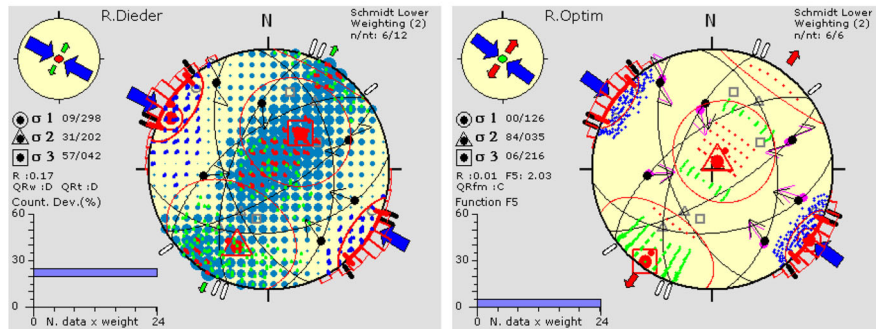 R.Dieder
N
Schmidt Lower
Weighting (2)
n/nt: 6/12
σ 1 09/298
σ 2 31/202
σ 3 57/042
R :0.17
QRw :D QRt :D
Count. Dev.(%)
60
30
0
0 N. data x weight 24
R.Optim
N
Schmidt Lower
Weighting (2)
n/nt: 6/6
σ 1 00/126
σ 2 84/035
σ 3 06/216
R :0.01 F5: 2.03
QRfm :C
Function F5
60
30
0
0 N. data x weight 24